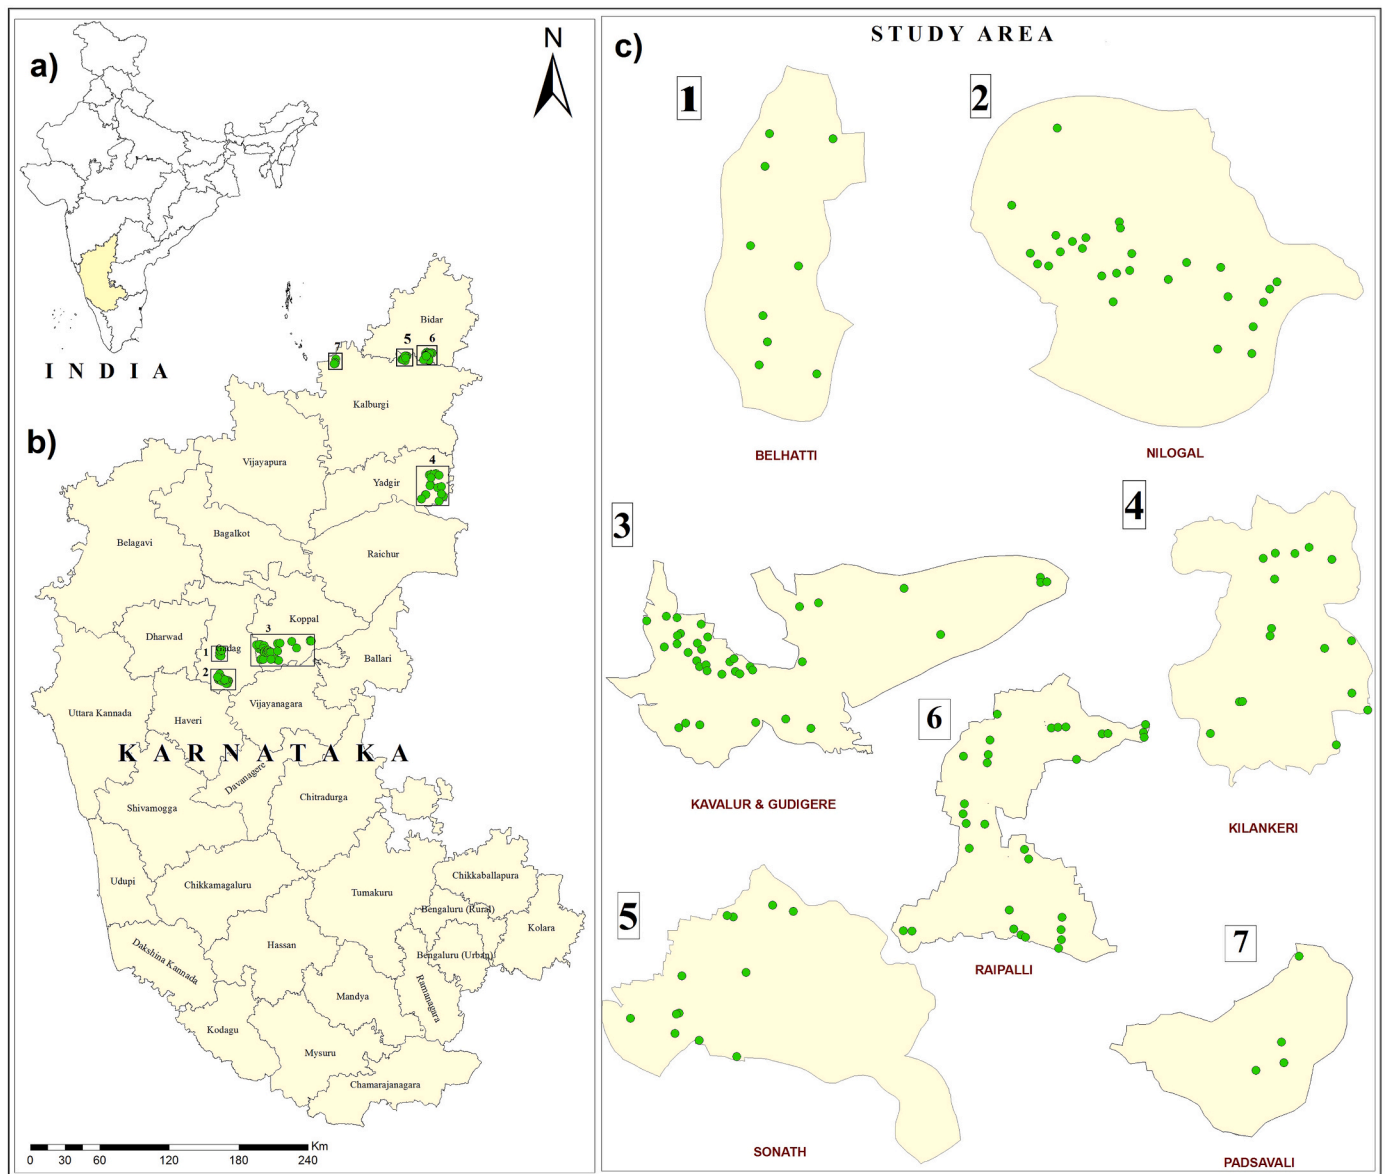 a)
N
I N D I A
b)
Bidar
7
5
6
Kalburgi
Vijayapura
4
Yadgir
Belagavi
Bagalkot
Raichur
Koppal
3
Dharwad
1
Gadag
Ballari
2
Vijayanagara
Uttara Kannada
Haveri
K A R N A T A K A
Davanagere
Chitradurga
Shivamogga
Chikkaballapura
Udupi
Chikkamagaluru
Tumakuru
Bengaluru (Rural)
Kolara
Hassan
Dakshina Kannada
Bengaluru (Urban)
Mandya
Ramanagara
Kodagu
Mysuru
Chamarajanagara
Km
0 30 60 120 180 240
c)
STUDY AREA
1
2
BELHATTI
NILOGAL
3
4
KAVALUR & GUDIGERE
6
KILANKERI
5
RAIPALLI
7
SONATH
PADSAVALI